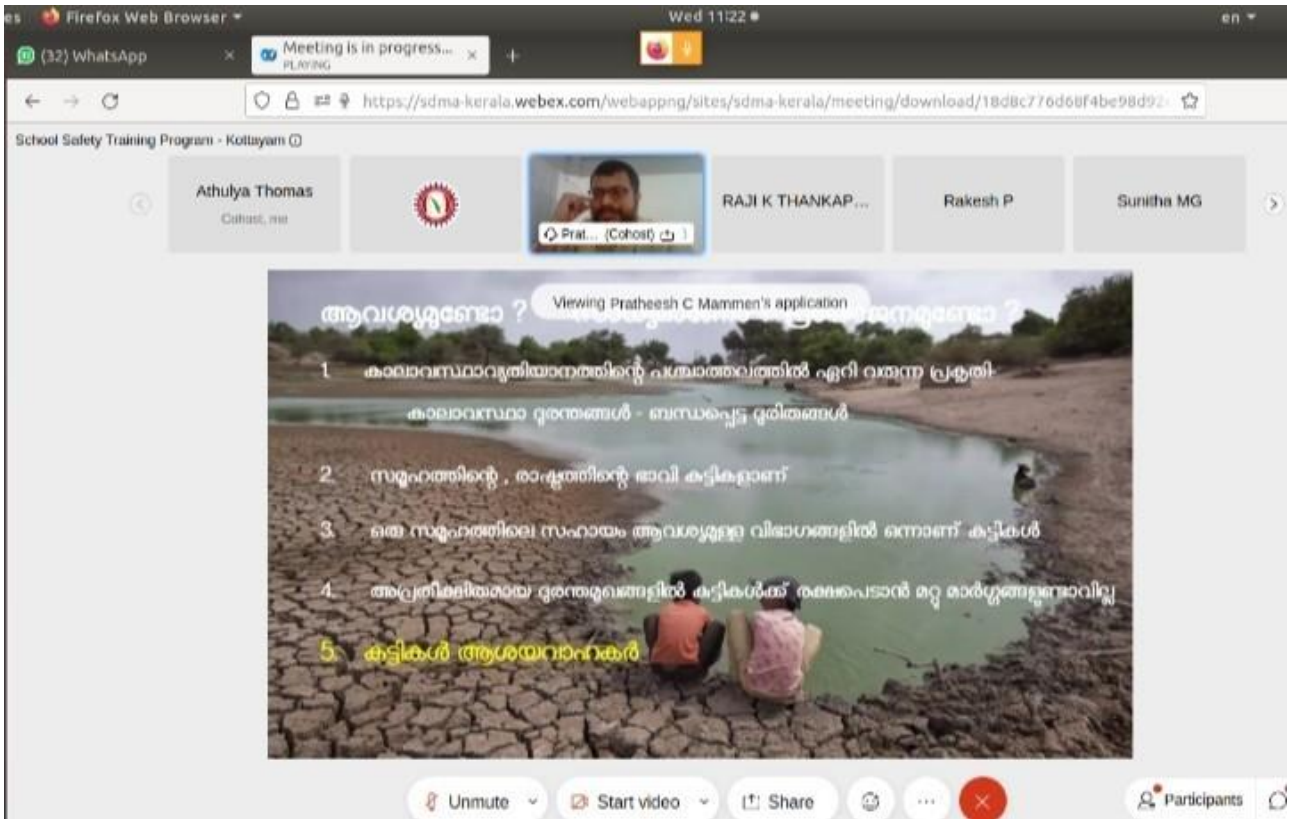 es Firefox Web Browser
Wed 11:22
en
(32) WhatsApp
Meeting is in progress...
PLAYING
https://sdma-kerala.webex.com/webappng/sites/sdma-kerala/meeting/download/18d8c776d68f4be98d92
School Safety Training Program - Kottayam
Athulya Thomas
Cohost, me
Prat... (Cohost)
RAJI K THANKAP...
Rakesh P
Sunitha MG
Viewing Pratheesh C Mammen's application
ആവശ്യമുണ്ടോ ?
1. കാലാവസ്ഥാവ്യതിയാനത്തിന്റെ പശ്ചാത്തലത്തിൽ ഏറി വരുന്ന പ്രകൃതി-
കാലാവസ്ഥാ ദുരന്തങ്ങൾ - ബന്ധപ്പെട്ട ദുരിതങ്ങൾ
2. സമൂഹത്തിന്റെ , രാഷ്ട്രത്തിന്റെ ഭാവി കുട്ടികളാണ്
3. ഒരു സമൂഹത്തിലെ സഹായം ആവശ്യമുള്ള വിഭാഗങ്ങളിൽ ഒന്നാണ് കുട്ടികൾ
4. അപ്രതീക്ഷിതമായ ദുരന്തമുഖങ്ങളിൽ കുട്ടികൾക്ക് രക്ഷപെടാൻ മറ്റു മാർഗ്ഗങ്ങളുണ്ടാവില്ല
5. കുട്ടികൾ ആശയവാഹകർ
Unmute
Start video
Share
Participants